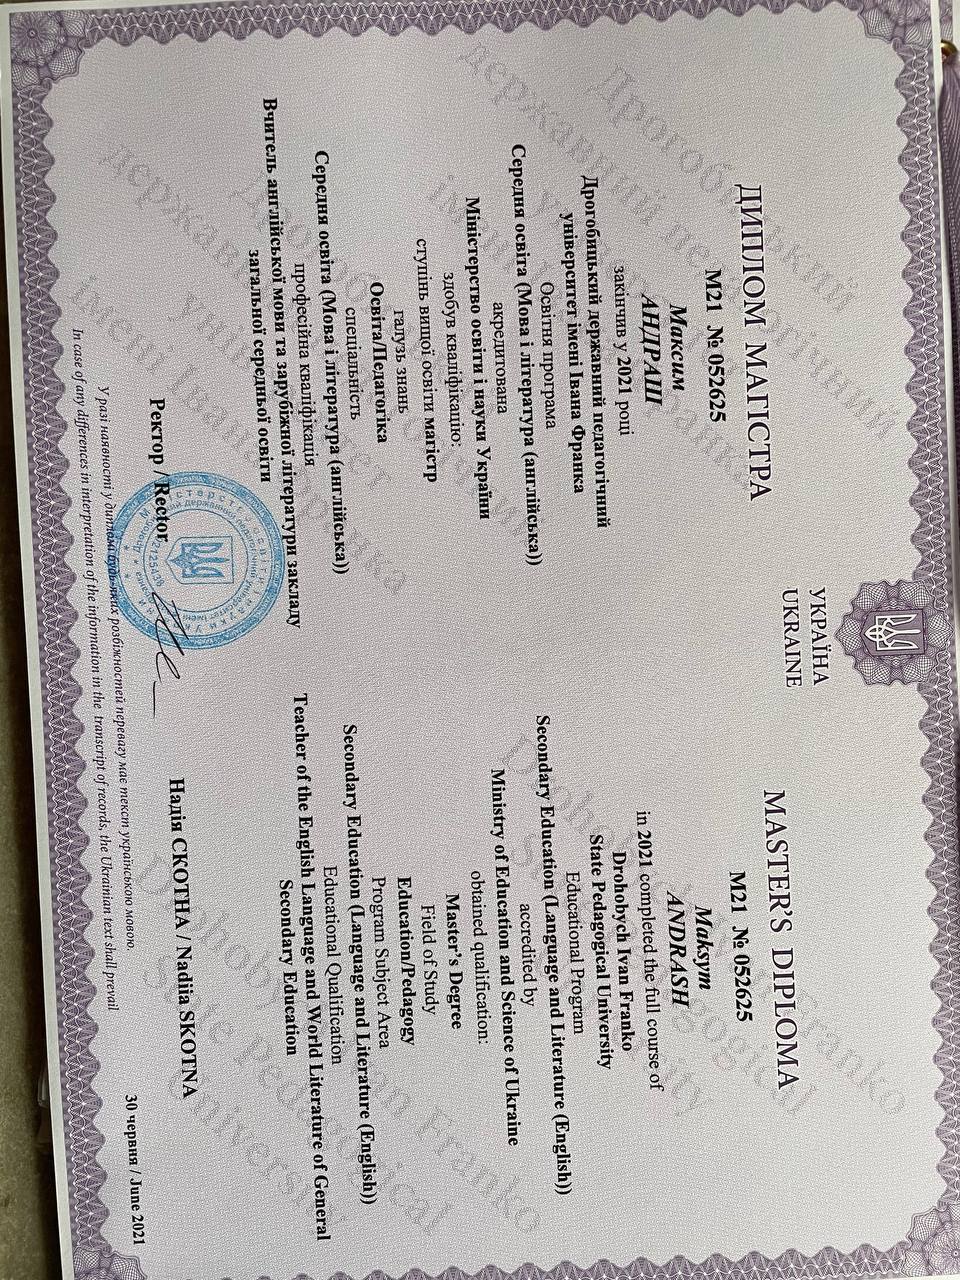 УКРАЇНА
UKRAINE
ДИПЛОМ МАГІСТРА
М21 № 052625
Максим
АНДРАШ
закінчив у 2021 році
Дрогобицький державний педагогічний
університет імені Івана Франка
Освітня програма
Середня освіта (Мова і література (англійська))
акредитована
Міністерство освіти і науки України
здобув кваліфікацію:
ступінь вищої освіти магістр
галузь знань
Освіта/Педагогіка
спеціальність
Середня освіта (Мова і література (англійська))
професійна кваліфікація
Вчитель англійської мови та зарубіжної літератури закладу
загальної середньої освіти
MASTER'S DIPLOMA
M21 № 052625
Maksym
ANDRASH
in 2021 completed the full course of
Drohobych Ivan Franko
State Pedagogical University
Educational Program
Secondary Education (Language and Literature (English))
accredited by
Ministry of Education and Science of Ukraine
obtained qualification:
Master's Degree
Field of Study
Education/Pedagogy
Program Subject Area
Secondary Education (Language and Literature (English))
Educational Qualification
Teacher of the English Language and World Literature of General
Secondary Education
Ректор / Rector
Надія СКОТНА / Nadiia SKOTNA
30 червня / June 2021
У разі наявності у дипломі будь-яких розбіжностей перевагу має текст українською мовою.
In case of any differences in interpretation of the information in the transcript of records, the Ukrainian text shall prevail